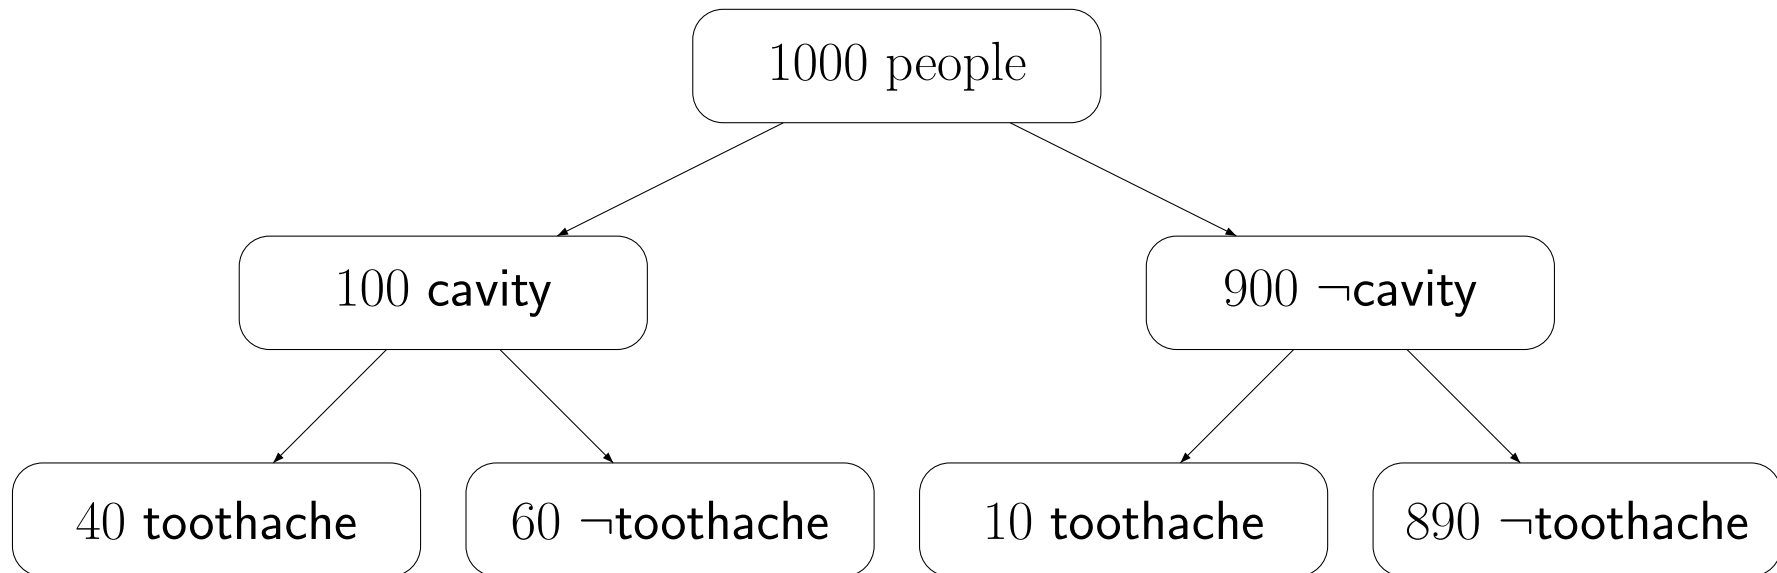 1000 people
100 cavity
900 ¬cavity
40 toothache
60 ¬toothache
10 toothache
890 ¬toothache